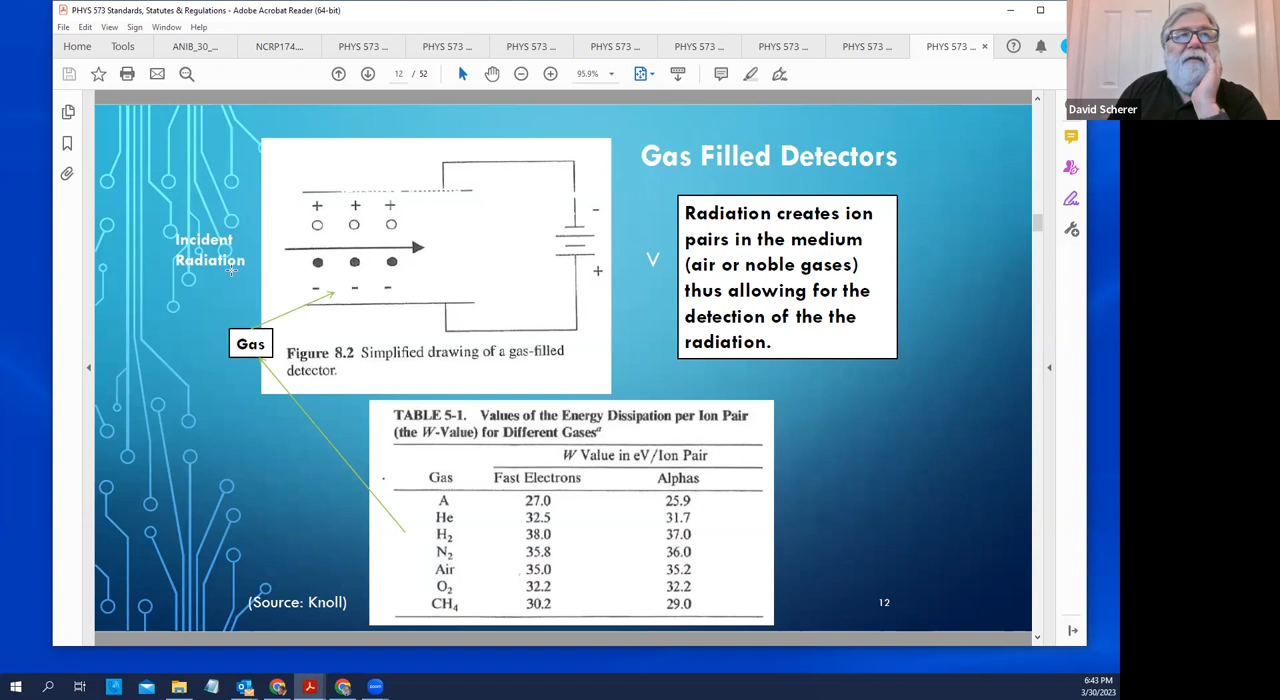 PHYS 573 Standards, Statutes & Regulations - Adobe Acrobat Reader (64-bit)
File Edit View Sign Window Help
Home Tools ANIB_30_... NCRP174.... PHYS 573 ... PHYS 573 ... PHYS 573 ... PHYS 573 ... PHYS 573 ... PHYS 573 ... PHYS 573 ... PHYS 573 ... ×
12 / 52 95.9%
David Scherer
Gas Filled Detectors
Incident
Radiation
+ + +
- - -
-
+
Gas
Figure 8.2 Simplified drawing of a gas-filled
detector.
V
Radiation creates ion
pairs in the medium
(air or noble gases)
thus allowing for the
detection of the the
radiation.
TABLE 5-1. Values of the Energy Dissipation per Ion Pair
(the W-Value) for Different Gasesᵃ
W Value in eV/Ion Pair
Gas Fast Electrons Alphas
A 27.0 25.9
He 32.5 31.7
H₂ 38.0 37.0
N₂ 35.8 36.0
Air 35.0 35.2
O₂ 32.2 32.2
CH₄ 30.2 29.0
(Source: Knoll)
12
6:43 PM
3/30/2023